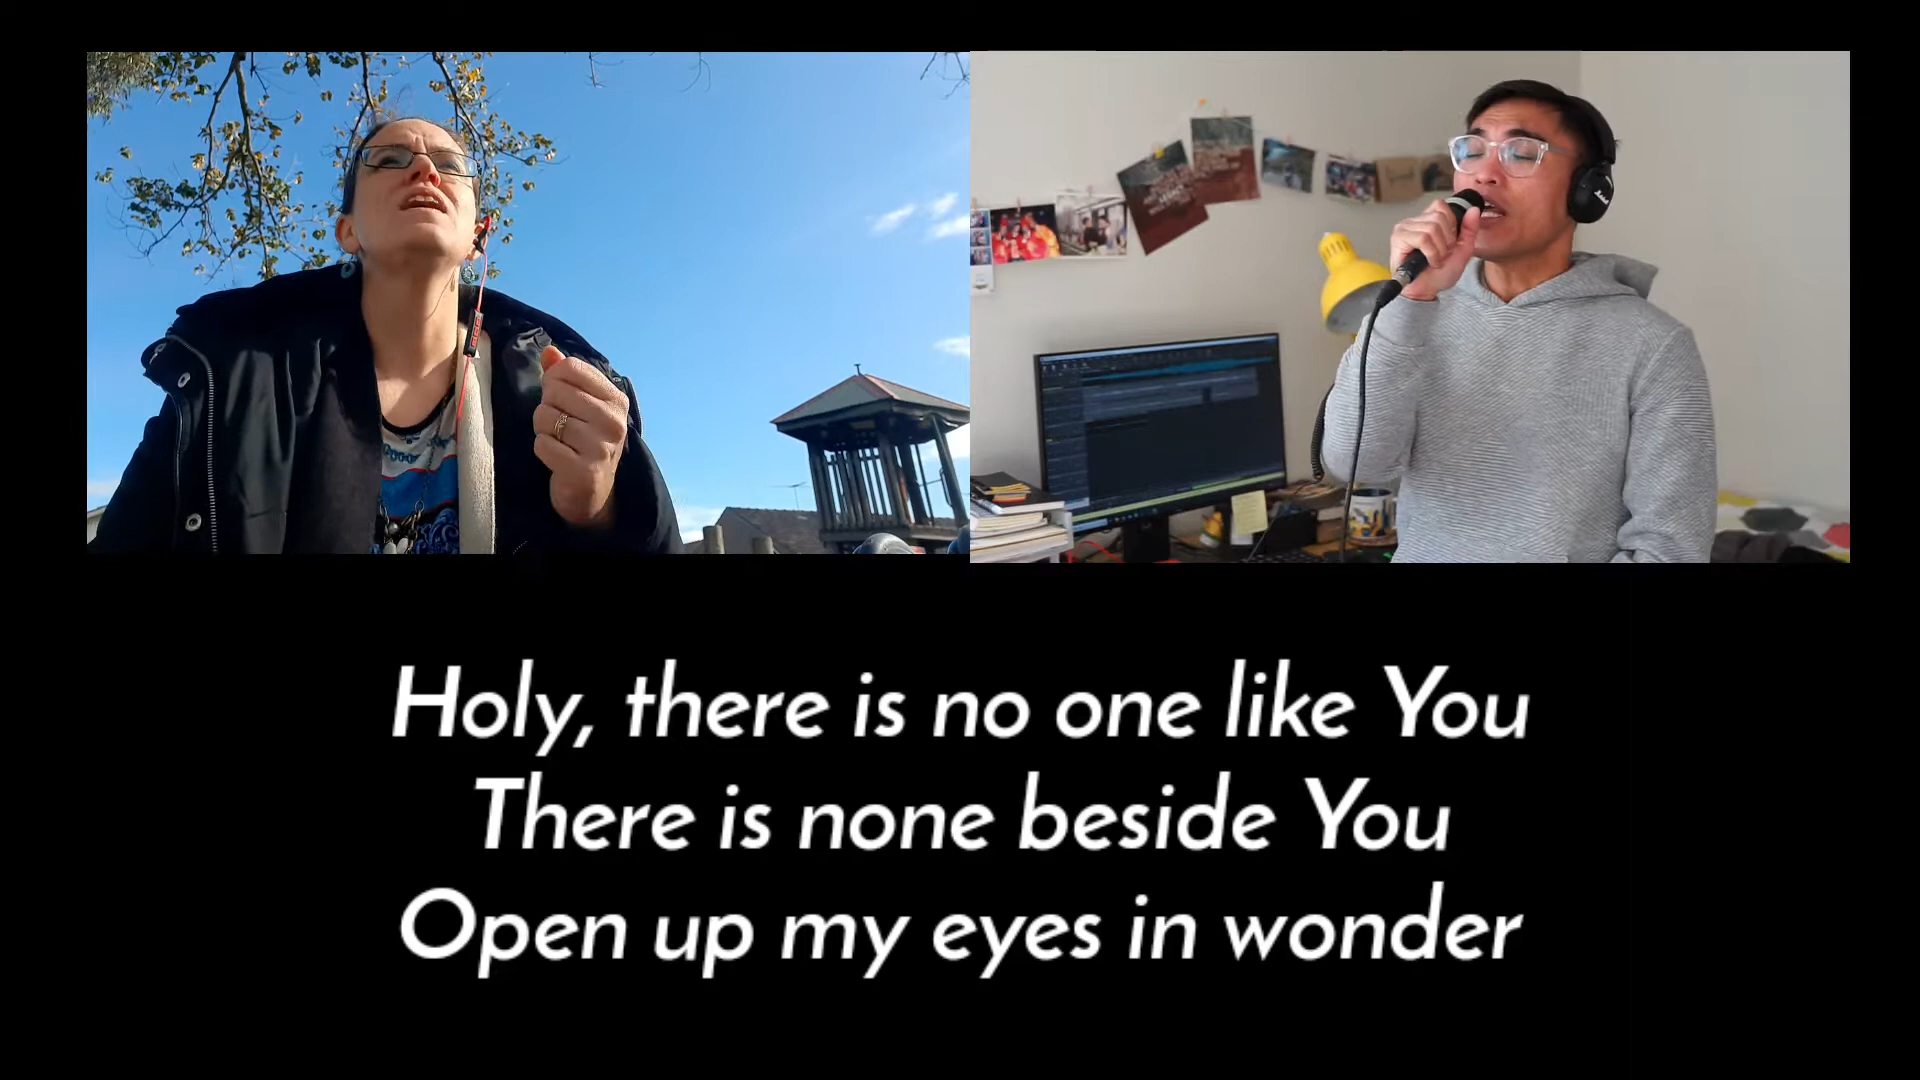 Holy, there is no one like You
There is none beside You
Open up my eyes in wonder